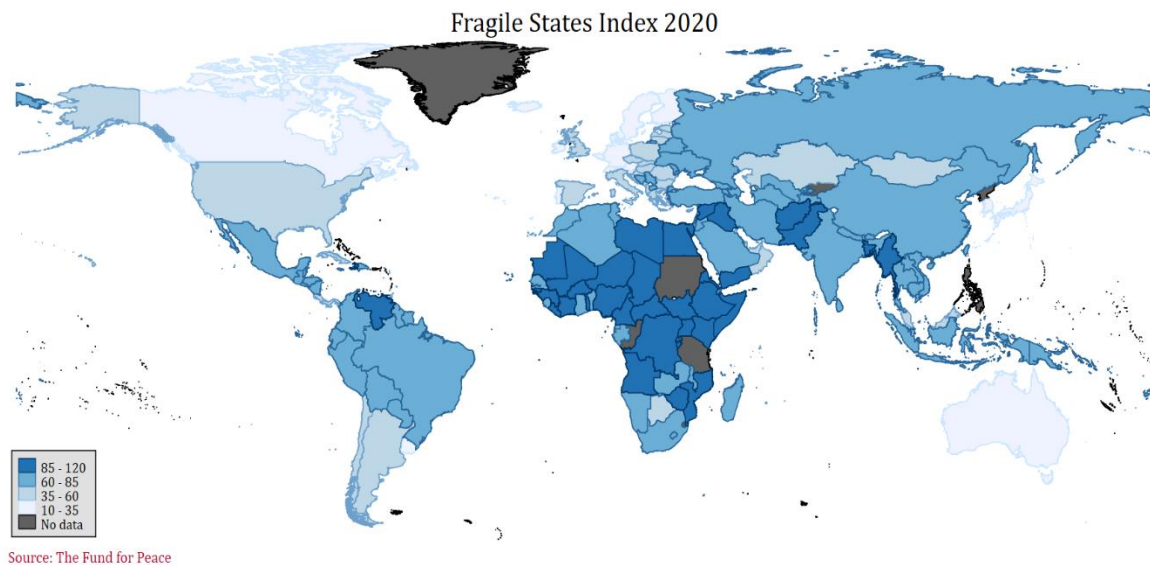 Fragile States Index 2020
85 - 120
60 - 85
35 - 60
10 - 35
No data
Source: The Fund for Peace